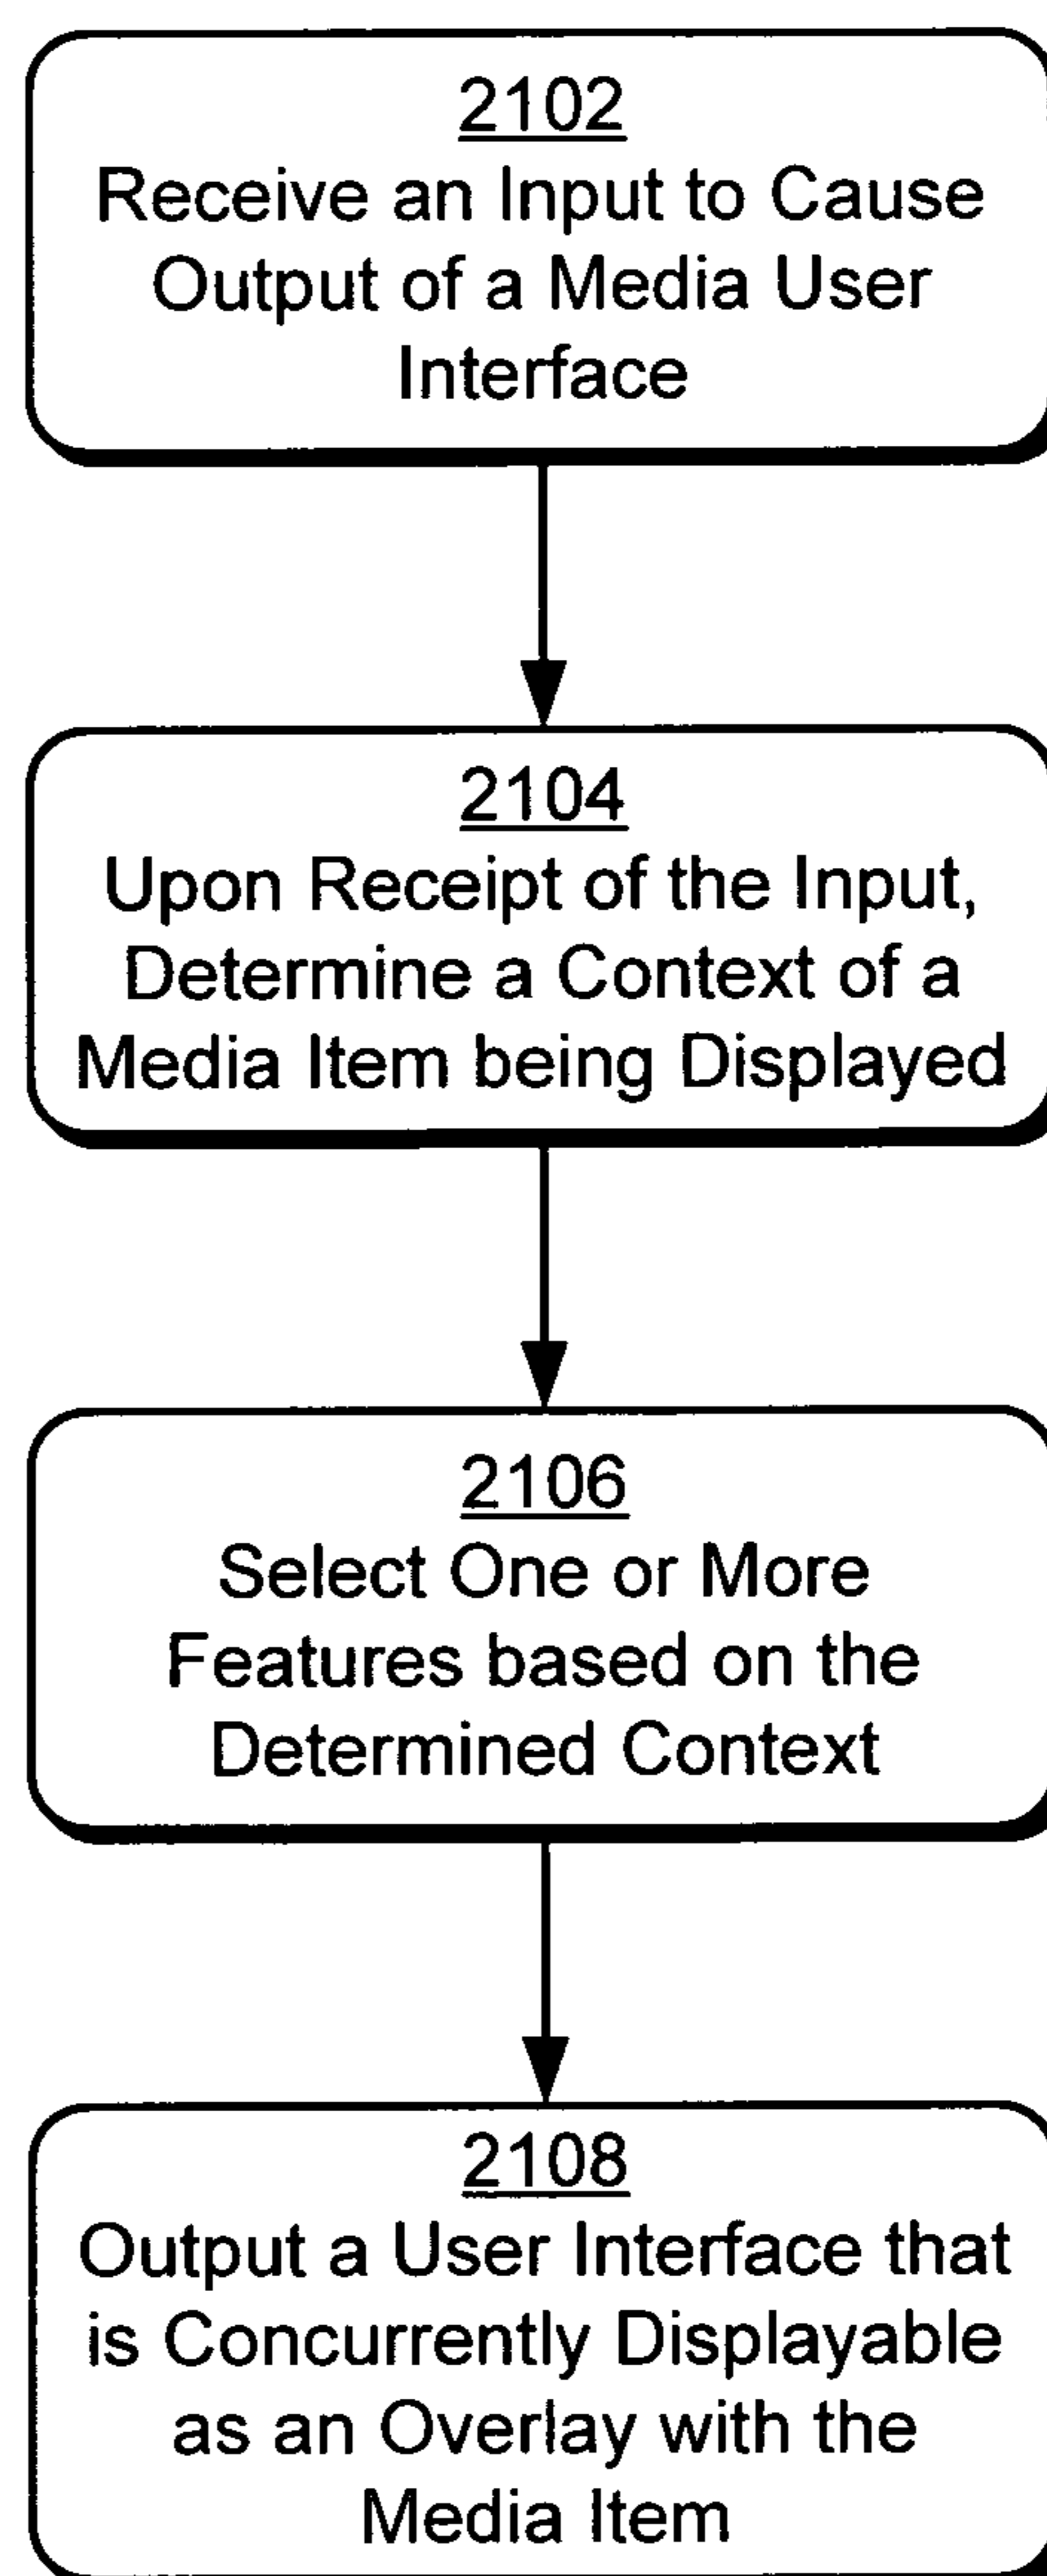 2102
Receive an Input to Cause
Output of a Media User
Interface
2104
Upon Receipt of the Input,
Determine a Context of a
Media Item being Displayed
2106
Select One or More
Features based on the
Determined Context
2108
Output a User Interface that
is Concurrently Displayable
as an Overlay with the
Media Item